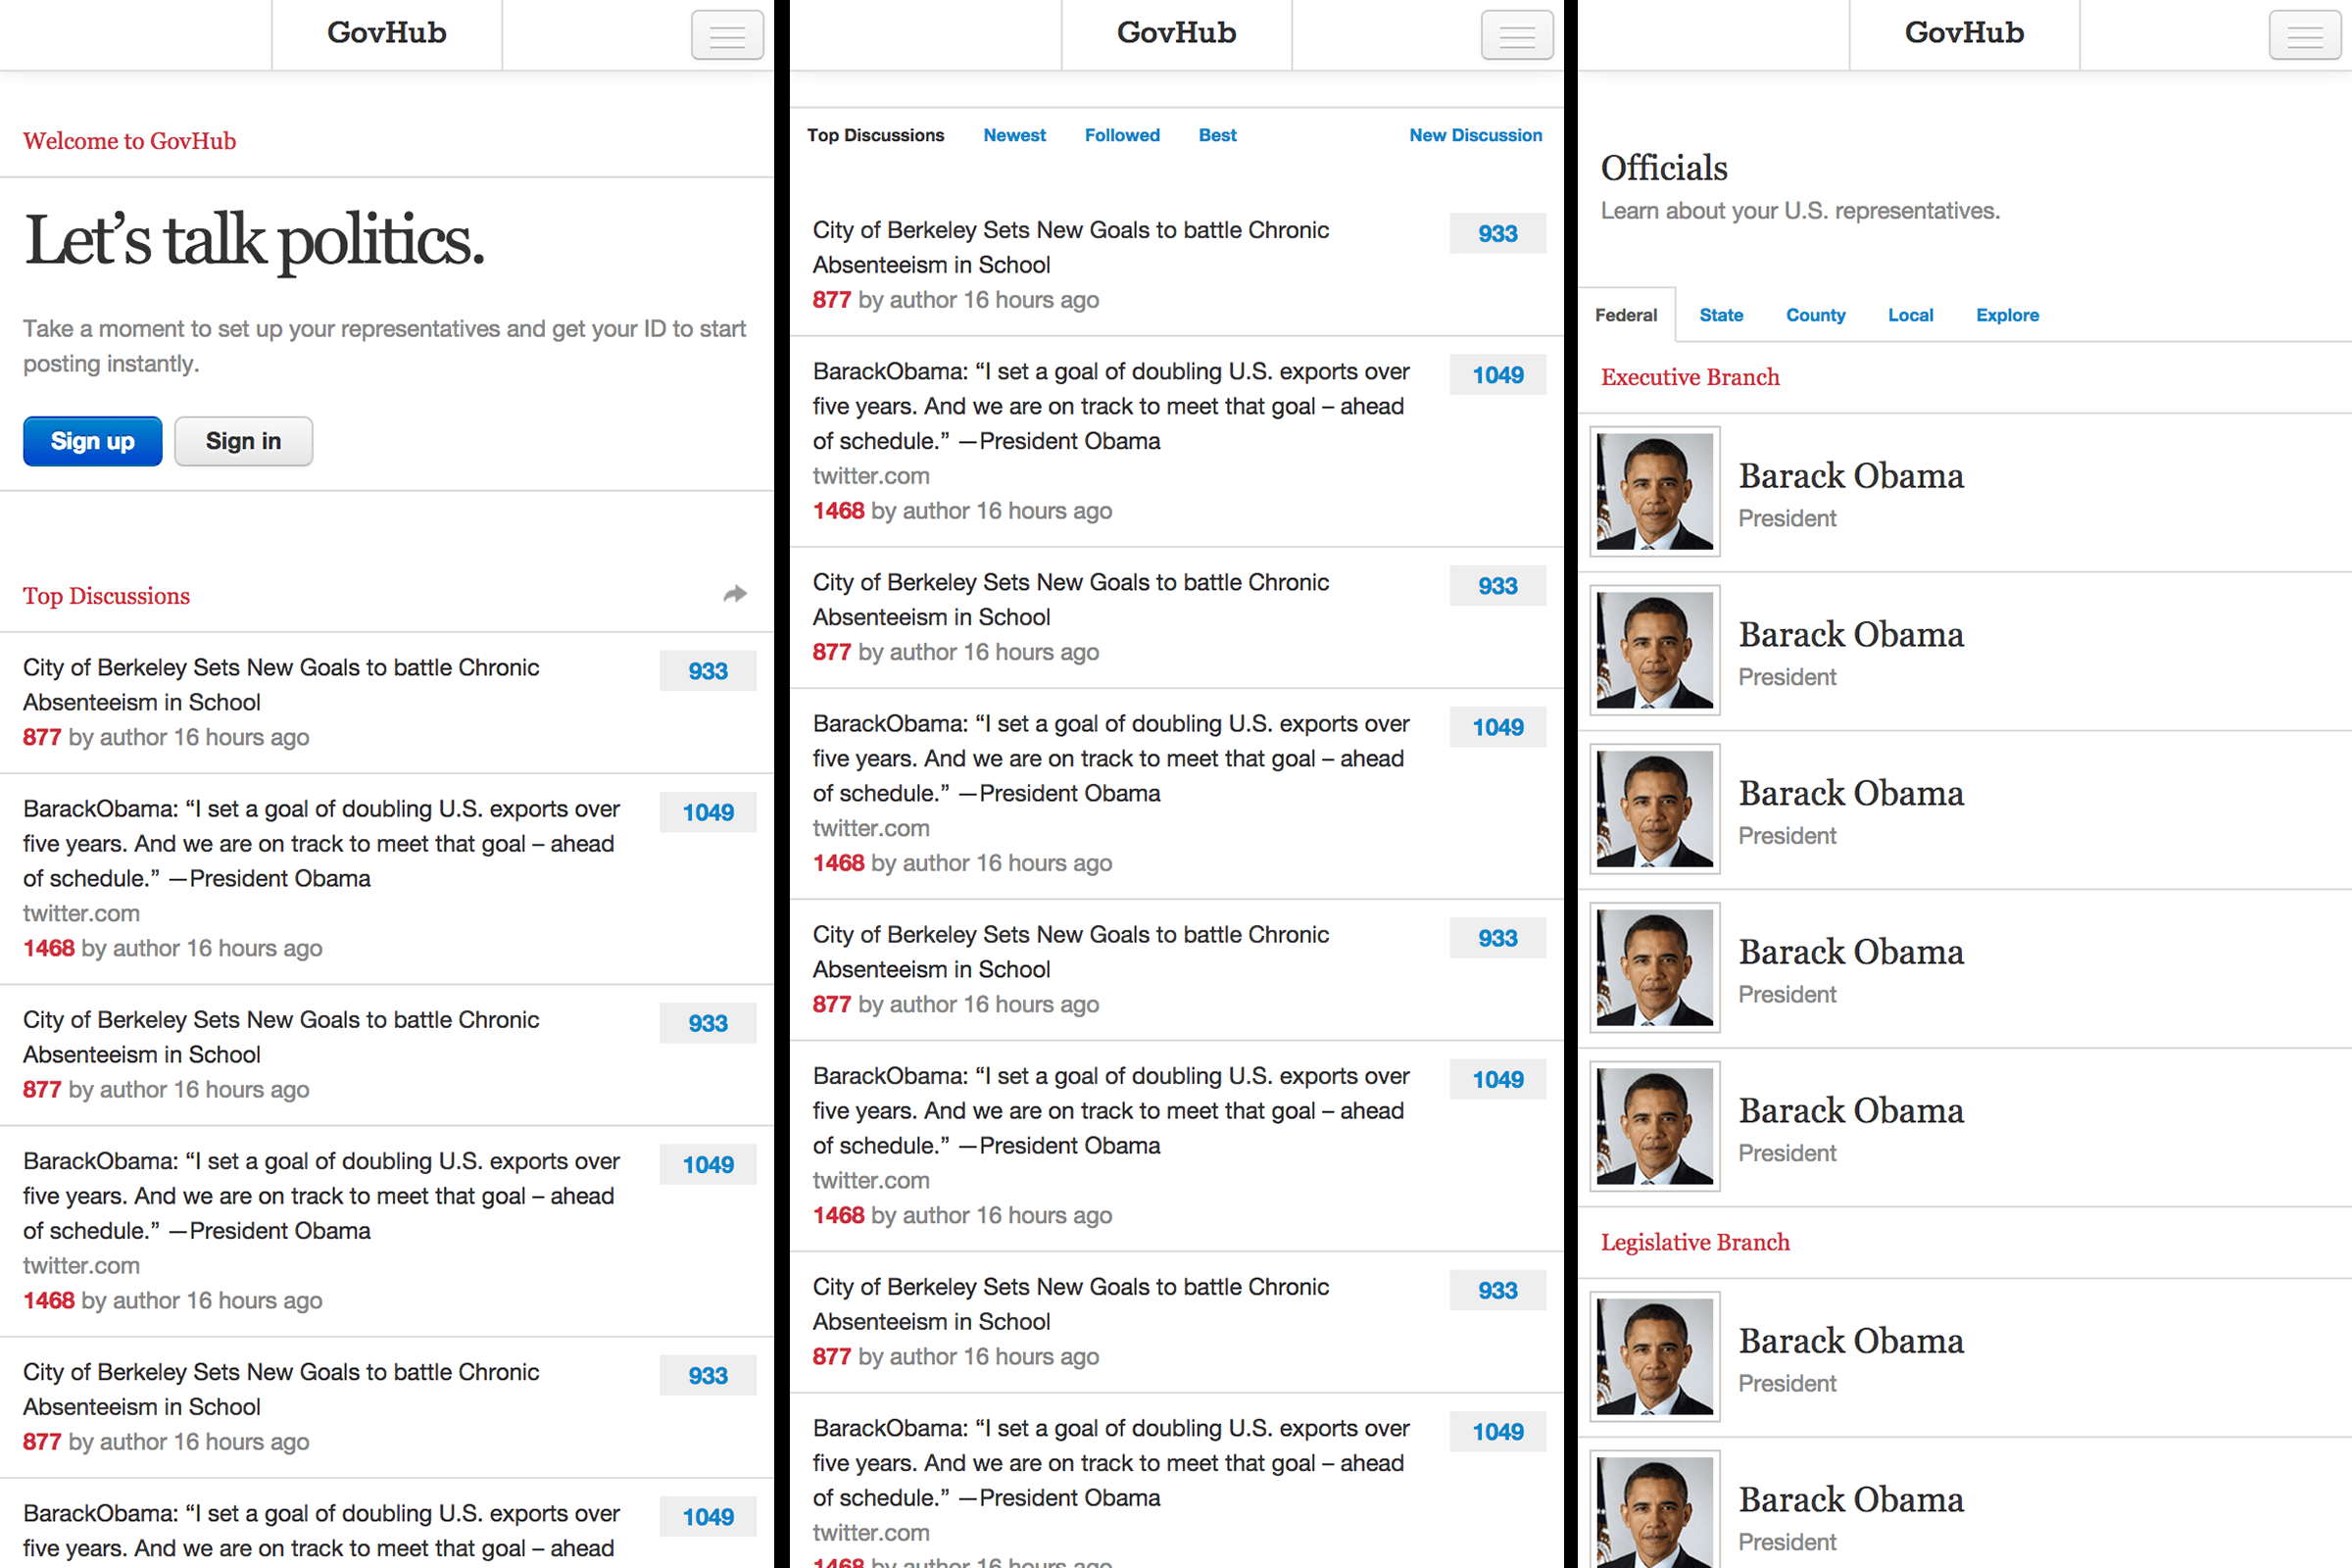 GovHub
Welcome to GovHub
Let’s talk politics.
Take a moment to set up your representatives and get your ID to start
posting instantly.
Sign up Sign in
Top Discussions
City of Berkeley Sets New Goals to battle Chronic 933
Absenteeism in School
877 by author 16 hours ago
BarackObama: “I set a goal of doubling U.S. exports over 1049
five years. And we are on track to meet that goal – ahead
of schedule.” —President Obama
twitter.com
1468 by author 16 hours ago
City of Berkeley Sets New Goals to battle Chronic 933
Absenteeism in School
877 by author 16 hours ago
BarackObama: “I set a goal of doubling U.S. exports over 1049
five years. And we are on track to meet that goal – ahead
of schedule.” —President Obama
twitter.com
1468 by author 16 hours ago
City of Berkeley Sets New Goals to battle Chronic 933
Absenteeism in School
877 by author 16 hours ago
BarackObama: “I set a goal of doubling U.S. exports over 1049
five years. And we are on track to meet that goal – ahead
GovHub
Top Discussions Newest Followed Best New Discussion
City of Berkeley Sets New Goals to battle Chronic 933
Absenteeism in School
877 by author 16 hours ago
BarackObama: “I set a goal of doubling U.S. exports over 1049
five years. And we are on track to meet that goal – ahead
of schedule.” —President Obama
twitter.com
1468 by author 16 hours ago
City of Berkeley Sets New Goals to battle Chronic 933
Absenteeism in School
877 by author 16 hours ago
BarackObama: “I set a goal of doubling U.S. exports over 1049
five years. And we are on track to meet that goal – ahead
of schedule.” —President Obama
twitter.com
1468 by author 16 hours ago
City of Berkeley Sets New Goals to battle Chronic 933
Absenteeism in School
877 by author 16 hours ago
BarackObama: “I set a goal of doubling U.S. exports over 1049
five years. And we are on track to meet that goal – ahead
of schedule.” —President Obama
twitter.com
1468 by author 16 hours ago
City of Berkeley Sets New Goals to battle Chronic 933
Absenteeism in School
877 by author 16 hours ago
BarackObama: “I set a goal of doubling U.S. exports over 1049
five years. And we are on track to meet that goal – ahead
of schedule.” —President Obama
twitter.com
1468 by author 16 hours ago
GovHub
Officials
Learn about your U.S. representatives.
Federal State County Local Explore
Executive Branch
Barack Obama
President
Barack Obama
President
Barack Obama
President
Barack Obama
President
Barack Obama
President
Legislative Branch
Barack Obama
President
Barack Obama
President